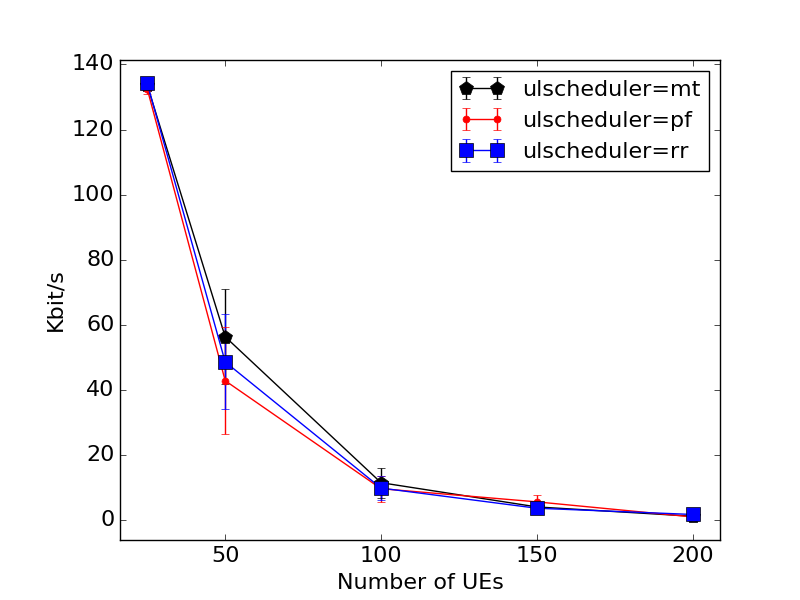 140
120
100
80
60
40
20
0
Kbit/s
ulscheduler=mt
ulscheduler=pf
ulscheduler=rr
50 100 150 200
Number of UEs